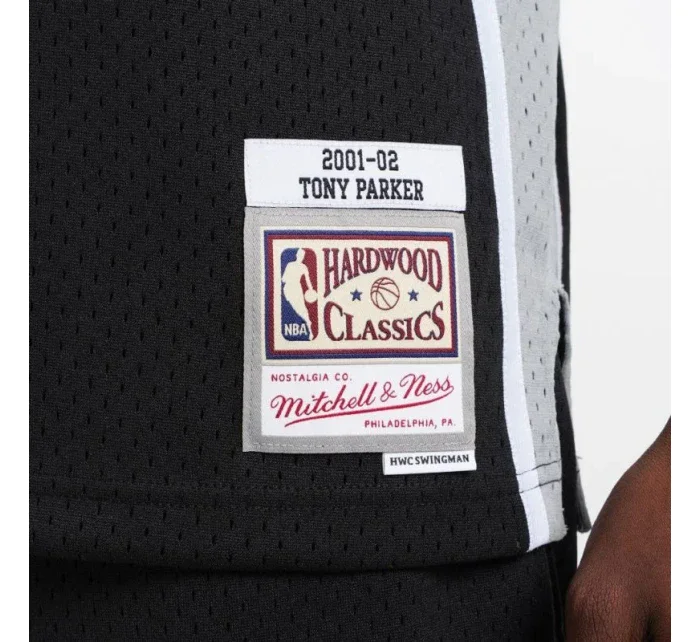 2001-02
TONY PARKER
HARDWOOD
NBA
CLASSICS
NOSTALGIA CO.
Mitchell & Ness
PHILADELPHIA, PA.
HWC SWINGMAN